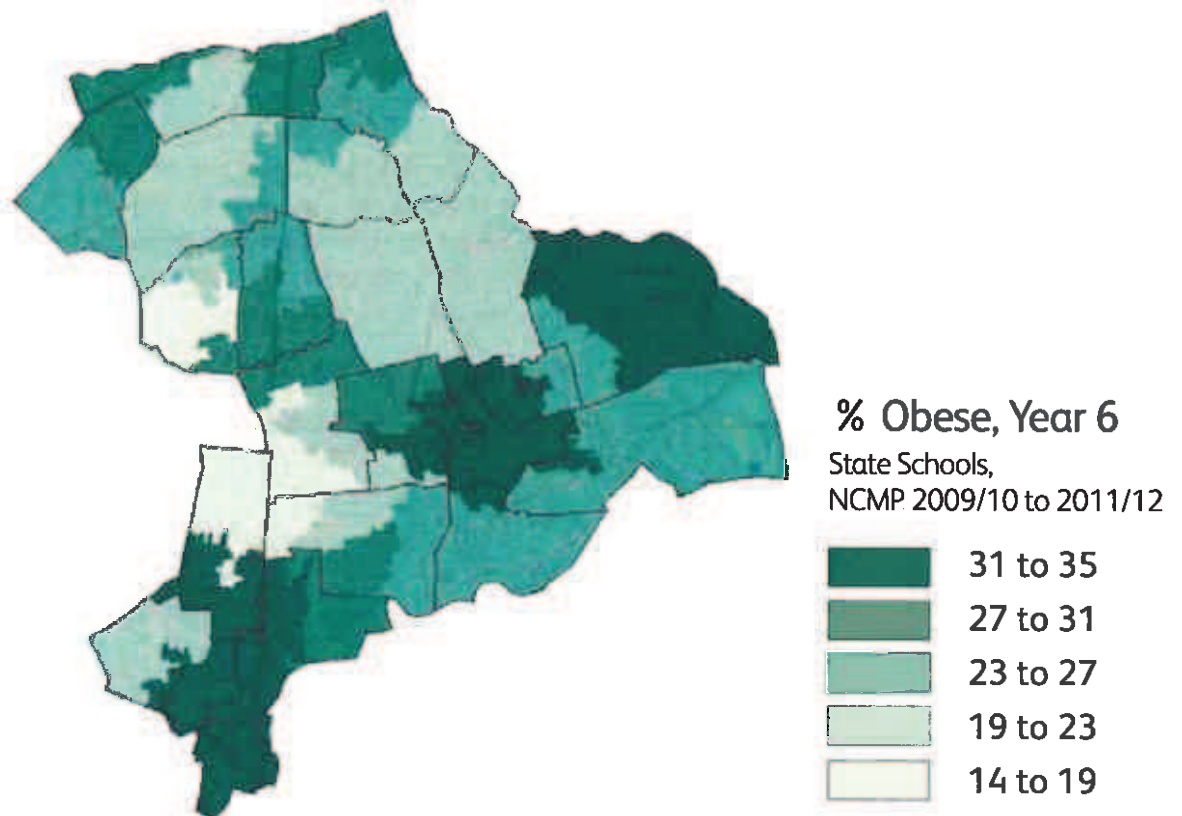 % Obese, Year 6
State Schools,
NCMP 2009/10 to 2011/12
31 to 35
27 to 31
23 to 27
19 to 23
14 to 19